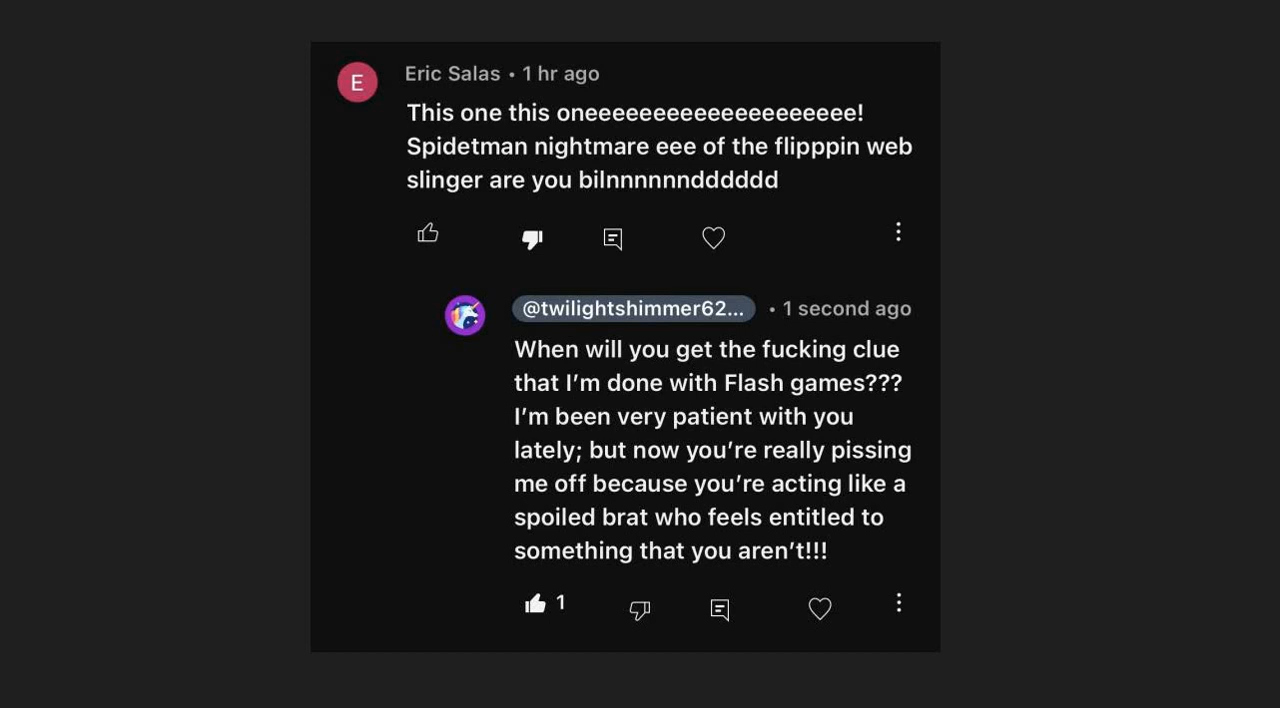 E
Eric Salas • 1 hr ago
This one this oneeeeeeeeeeeeeeeeeeee!
Spidetman nightmare eee of the flipppin web
slinger are you bilnnnnnndddddd
@twilightshimmer62... • 1 second ago
When will you get the fucking clue
that I’m done with Flash games???
I’m been very patient with you
lately; but now you’re really pissing
me off because you’re acting like a
spoiled brat who feels entitled to
something that you aren’t!!!
1